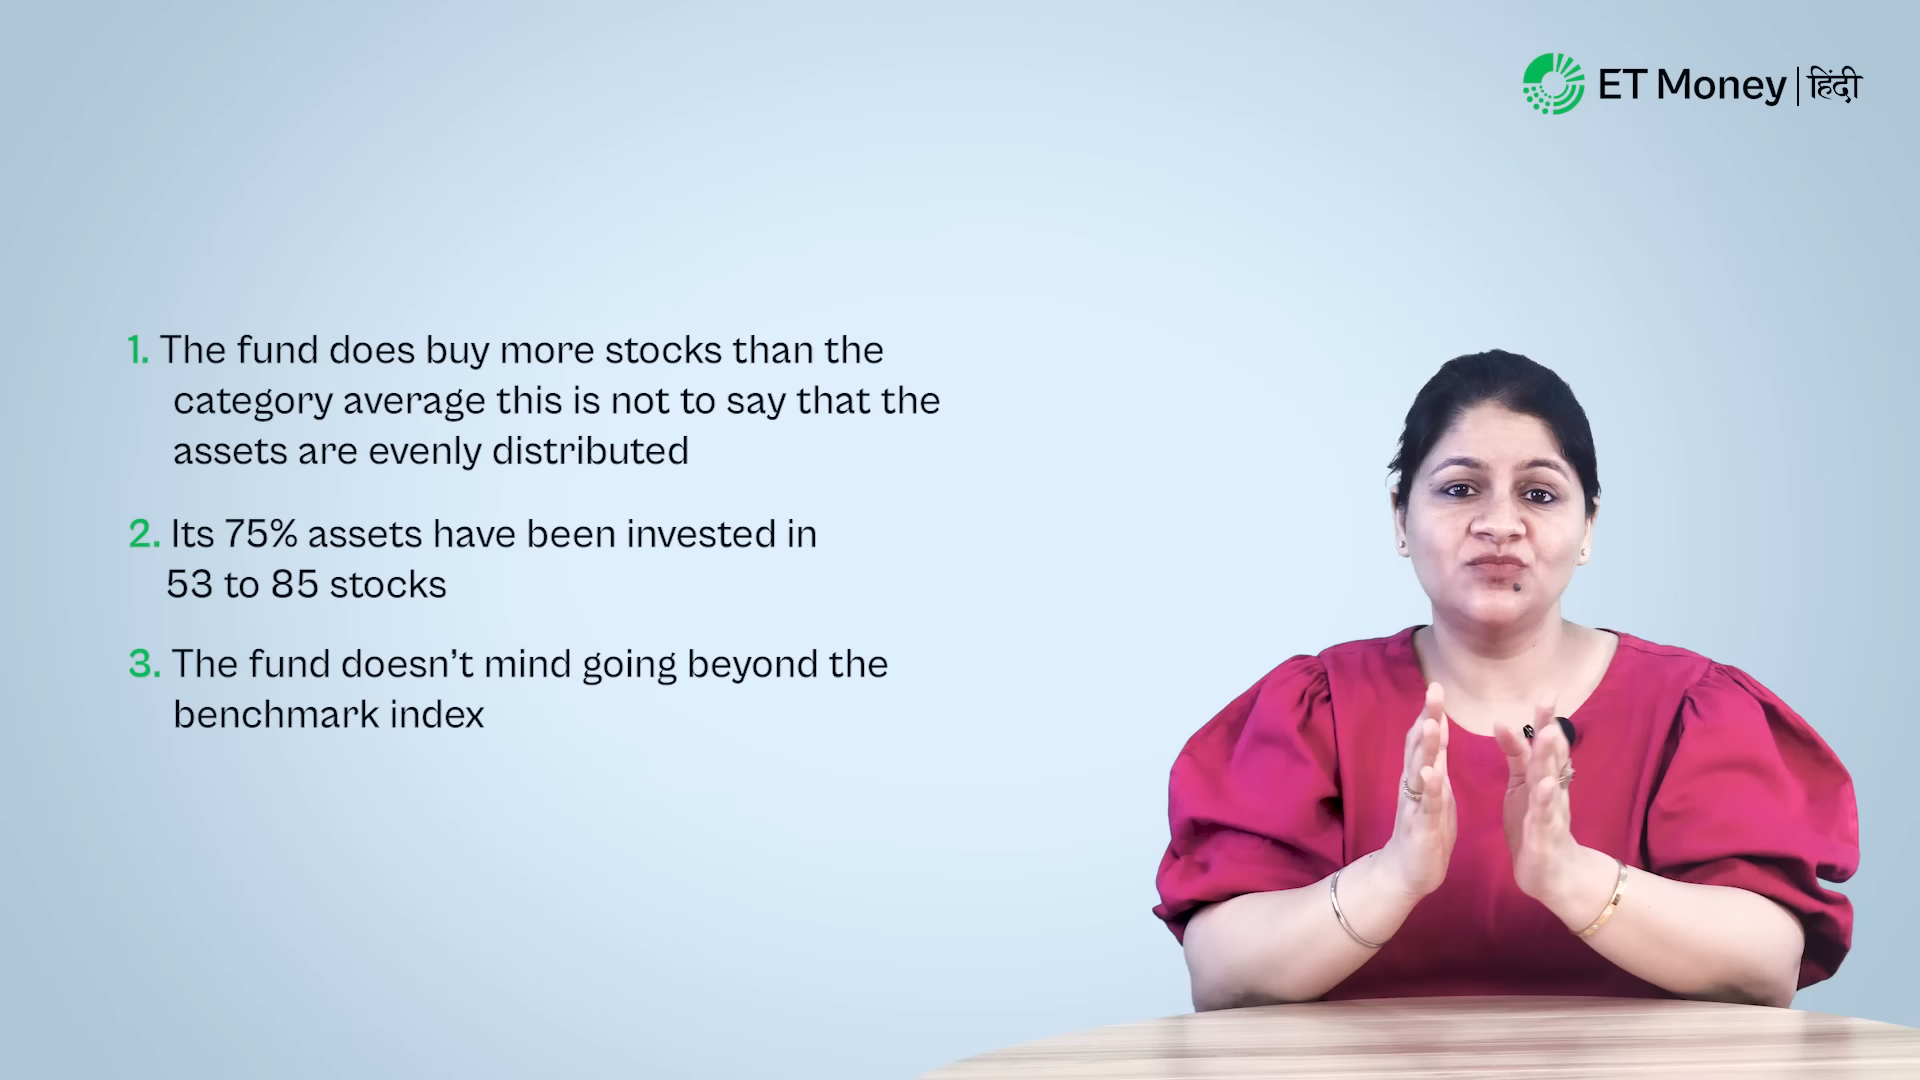 ET Money | हिंदी
1. The fund does buy more stocks than the
category average this is not to say that the
assets are evenly distributed
2. Its 75% assets have been invested in
53 to 85 stocks
3. The fund doesn’t mind going beyond the
benchmark index